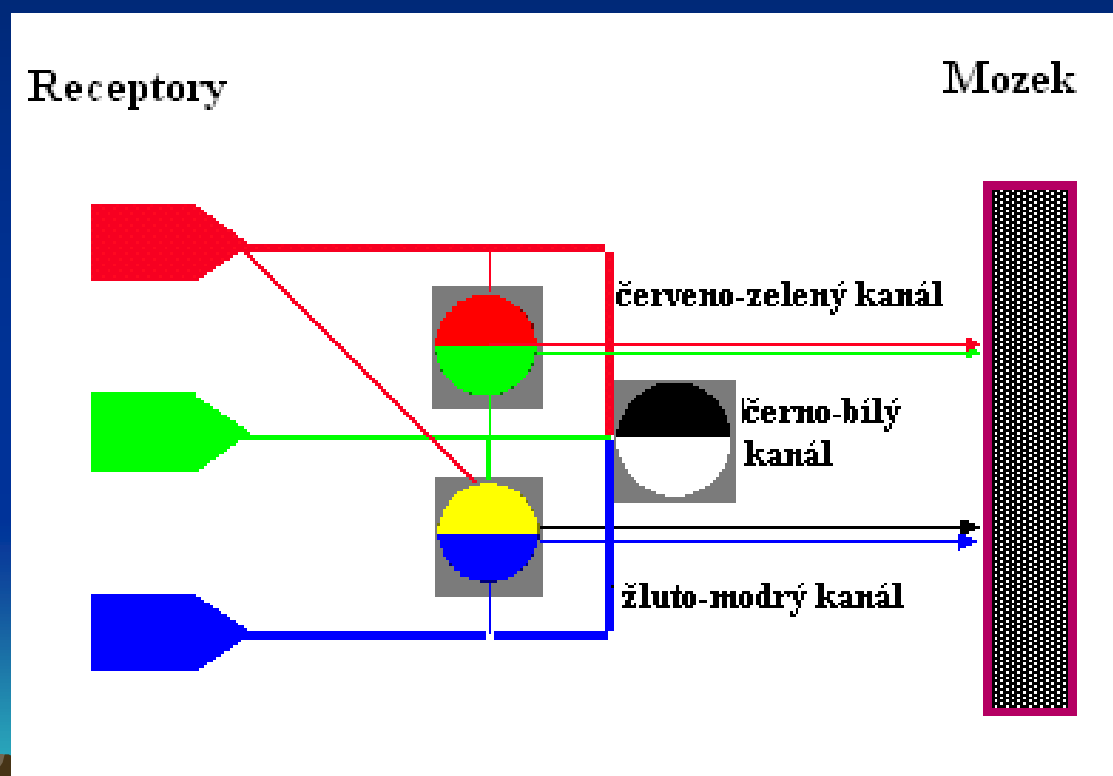 Receptory
Mozek
červeno-zelený kanál
černo-bílý
kanál
žluto-modrý kanál